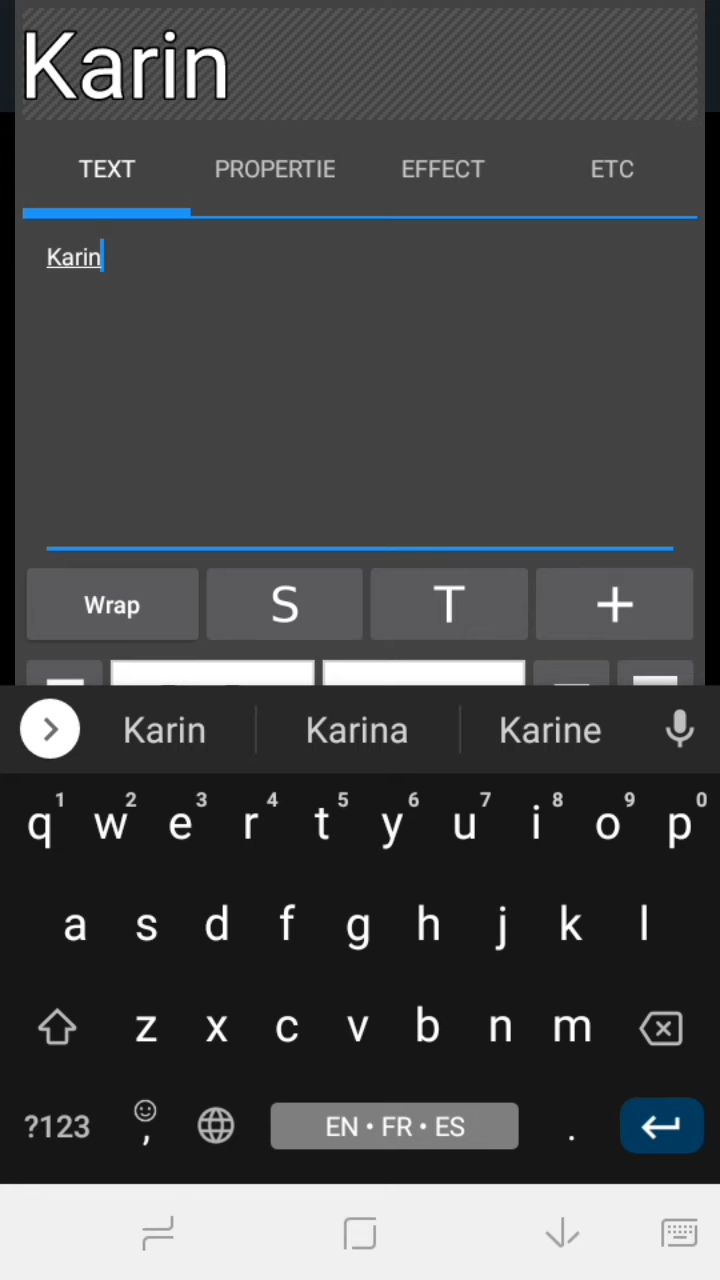 Karin
TEXT PROPERTIE EFFECT ETC
Karin
Wrap S T +
Karin Karina Karine
q1 w2 e3 r4 t5 y6 u7 i8 o9 p0
a s d f g h j k l
z x c v b n m
?123 , EN • FR • ES .